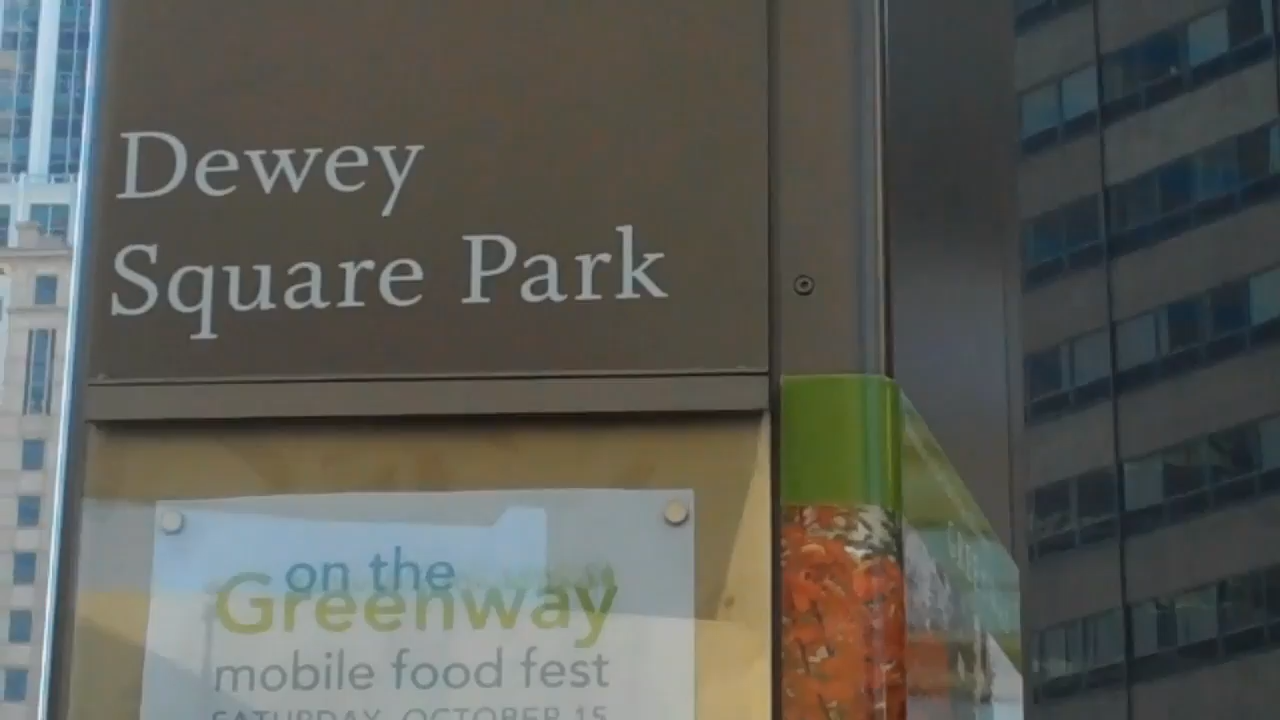 Dewey
Square Park
on the
Greenway
mobile food fest
SATURDAY, OCTOBER 15